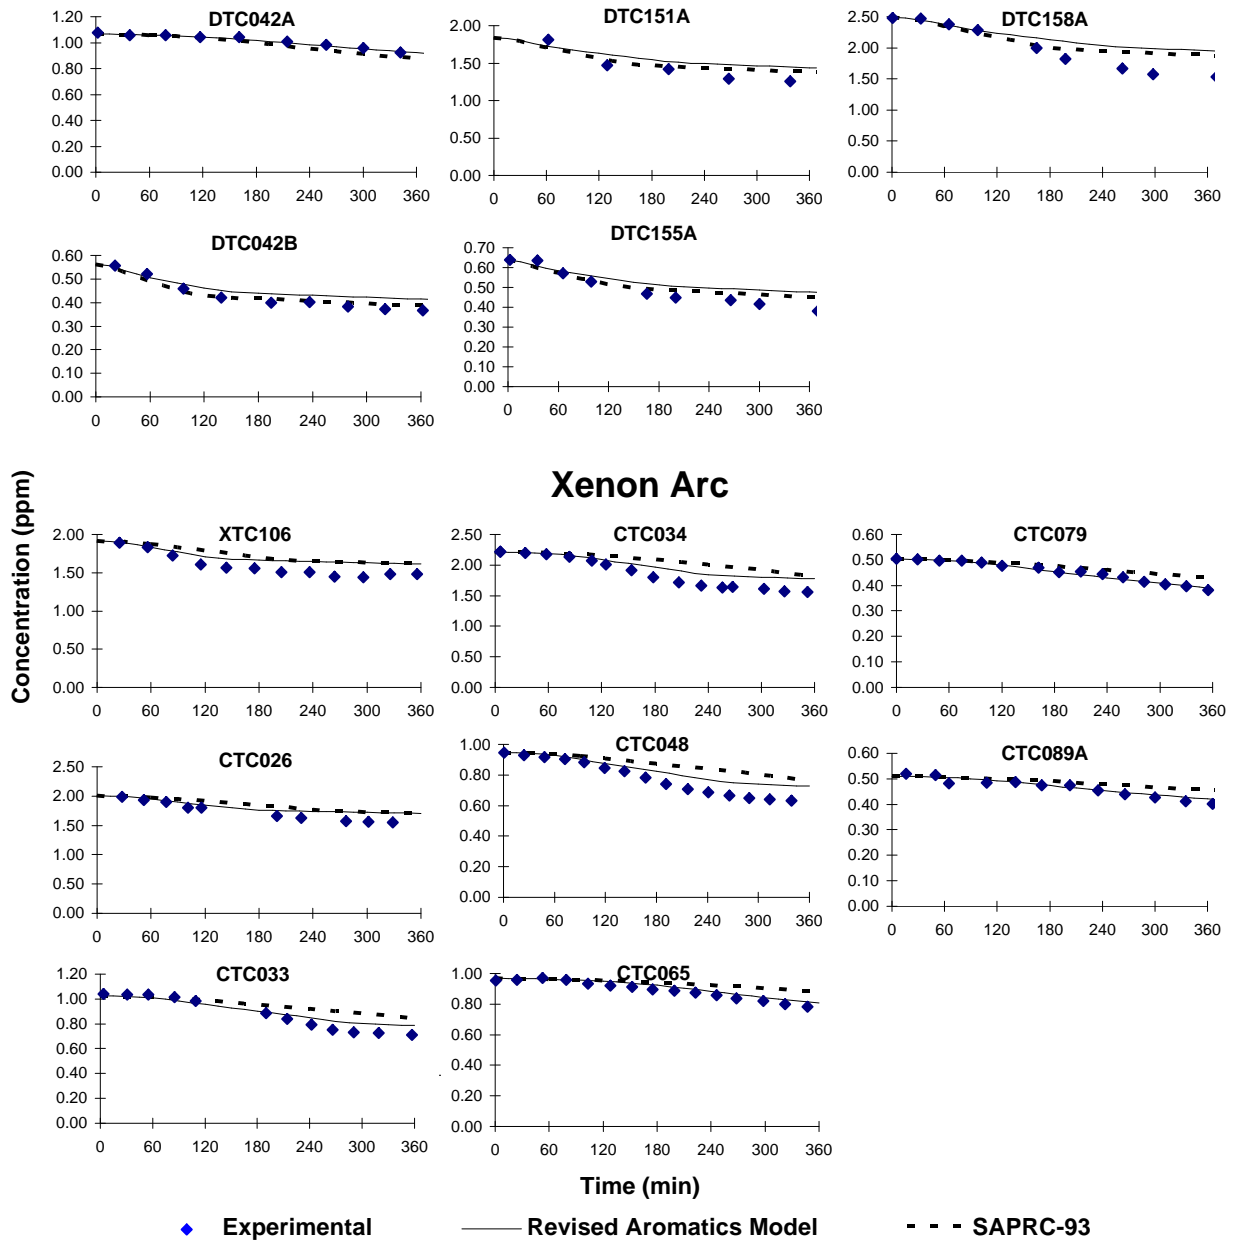 DTC042A
1.20
1.00
0.80
0.60
0.40
0.20
0.00
0 60 120 180 240 300 360
DTC151A
2.00
1.50
1.00
0.50
0.00
0 60 120 180 240 300 360
DTC158A
2.50
2.00
1.50
1.00
0.50
0.00
0 60 120 180 240 300 360
DTC042B
0.60
0.50
0.40
0.30
0.20
0.10
0.00
0 60 120 180 240 300 360
DTC155A
0.70
0.60
0.50
0.40
0.30
0.20
0.10
0.00
0 60 120 180 240 300 360
Concentration (ppm)
Xenon Arc
XTC106
2.00
1.50
1.00
0.50
0.00
0 60 120 180 240 300 360
CTC034
2.50
2.00
1.50
1.00
0.50
0.00
0 60 120 180 240 300 360
CTC079
0.60
0.50
0.40
0.30
0.20
0.10
0.00
0 60 120 180 240 300 360
CTC026
2.50
2.00
1.50
1.00
0.50
0.00
0 60 120 180 240 300 360
CTC048
1.00
0.80
0.60
0.40
0.20
0.00
0 60 120 180 240 300 360
CTC089A
0.60
0.50
0.40
0.30
0.20
0.10
0.00
0 60 120 180 240 300 360
CTC033
1.20
1.00
0.80
0.60
0.40
0.20
0.00
0 60 120 180 240 300 360
CTC065
1.00
0.80
0.60
0.40
0.20
0.00
0 60 120 180 240 300 360
Time (min)
Experimental Revised Aromatics Model SAPRC-93